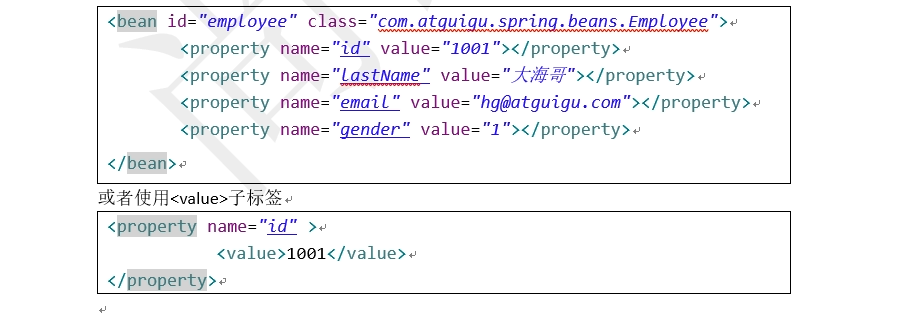 <bean id="employee" class="com.atguigu.spring.beans.Employee">
<property name="id" value="1001"></property>
<property name="lastName" value="大海哥"></property>
<property name="email" value="hg@atguigu.com"></property>
<property name="gender" value="1"></property>
</bean>
或者使用<value>子标签
<property name="id" >
<value>1001</value>
</property>